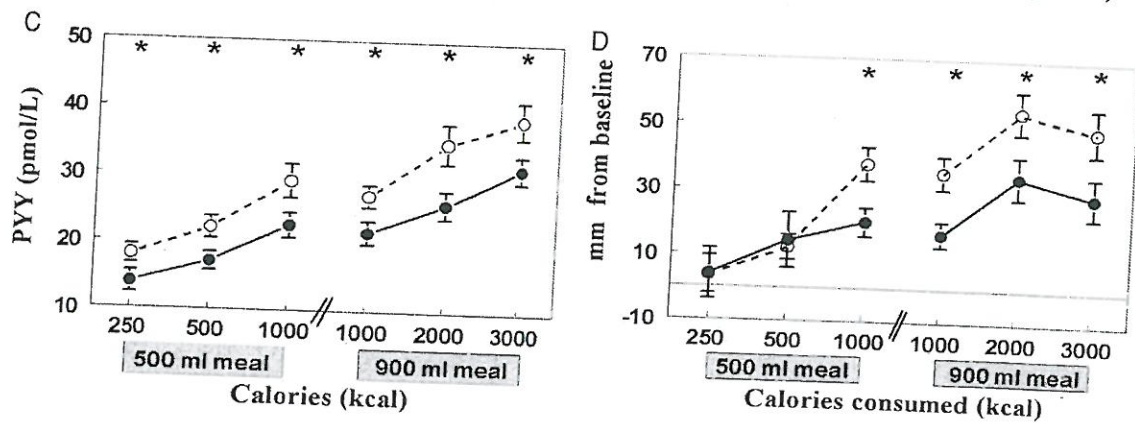 C
50
40
30
20
10
PYY (pmol/L)
* * * * * *
250 500 1000 1000 2000 3000
500 ml meal 900 ml meal
Calories (kcal)
D
70
50
30
10
-10
mm from baseline
* * * *
250 500 1000 1000 2000 3000
500 ml meal 900 ml meal
Calories consumed (kcal)